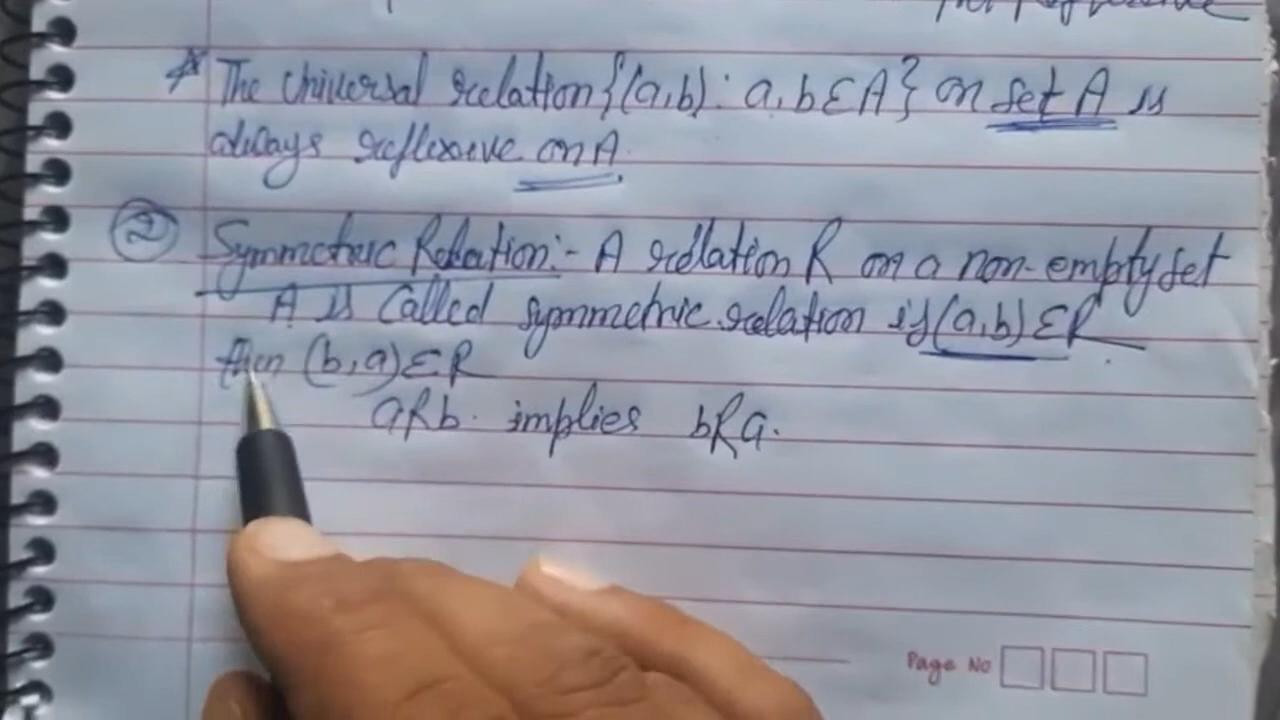 * The Universal relation {(a,b) : a,b ∈ A} on set A is
always reflexive on A.
② Symmetric Relation:- A relation R on a non-empty set
A is called symmetric relation if (a,b) ∈ R
then (b,a) ∈ R
aRb. implies bRa.
Page No